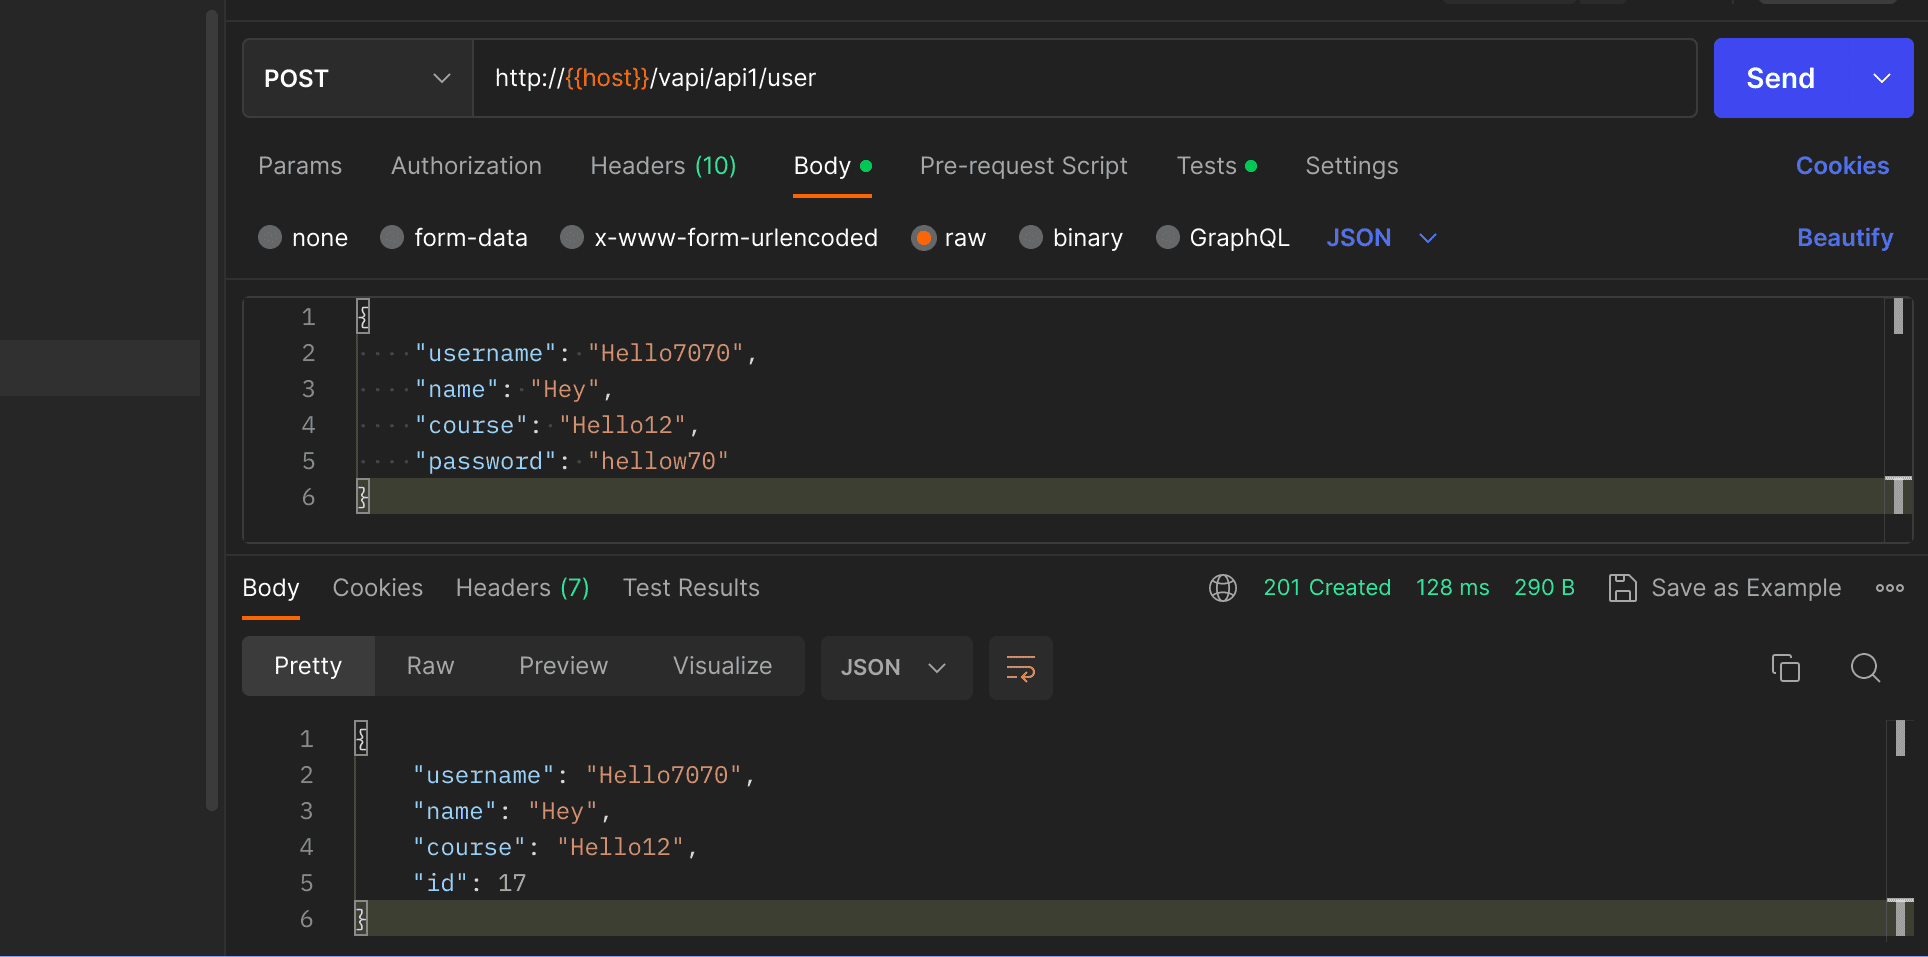 POST http://{{host}}/vapi/api1/user Send
Params Authorization Headers (10) Body Pre-request Script Tests Settings Cookies
none form-data x-www-form-urlencoded raw binary GraphQL JSON Beautify
1 {
2 "username": "Hello7070",
3 "name": "Hey",
4 "course": "Hello12",
5 "password": "hellow70"
6 }
Body Cookies Headers (7) Test Results 201 Created 128 ms 290 B Save as Example
Pretty Raw Preview Visualize JSON
1 {
2 "username": "Hello7070",
3 "name": "Hey",
4 "course": "Hello12",
5 "id": 17
6 }